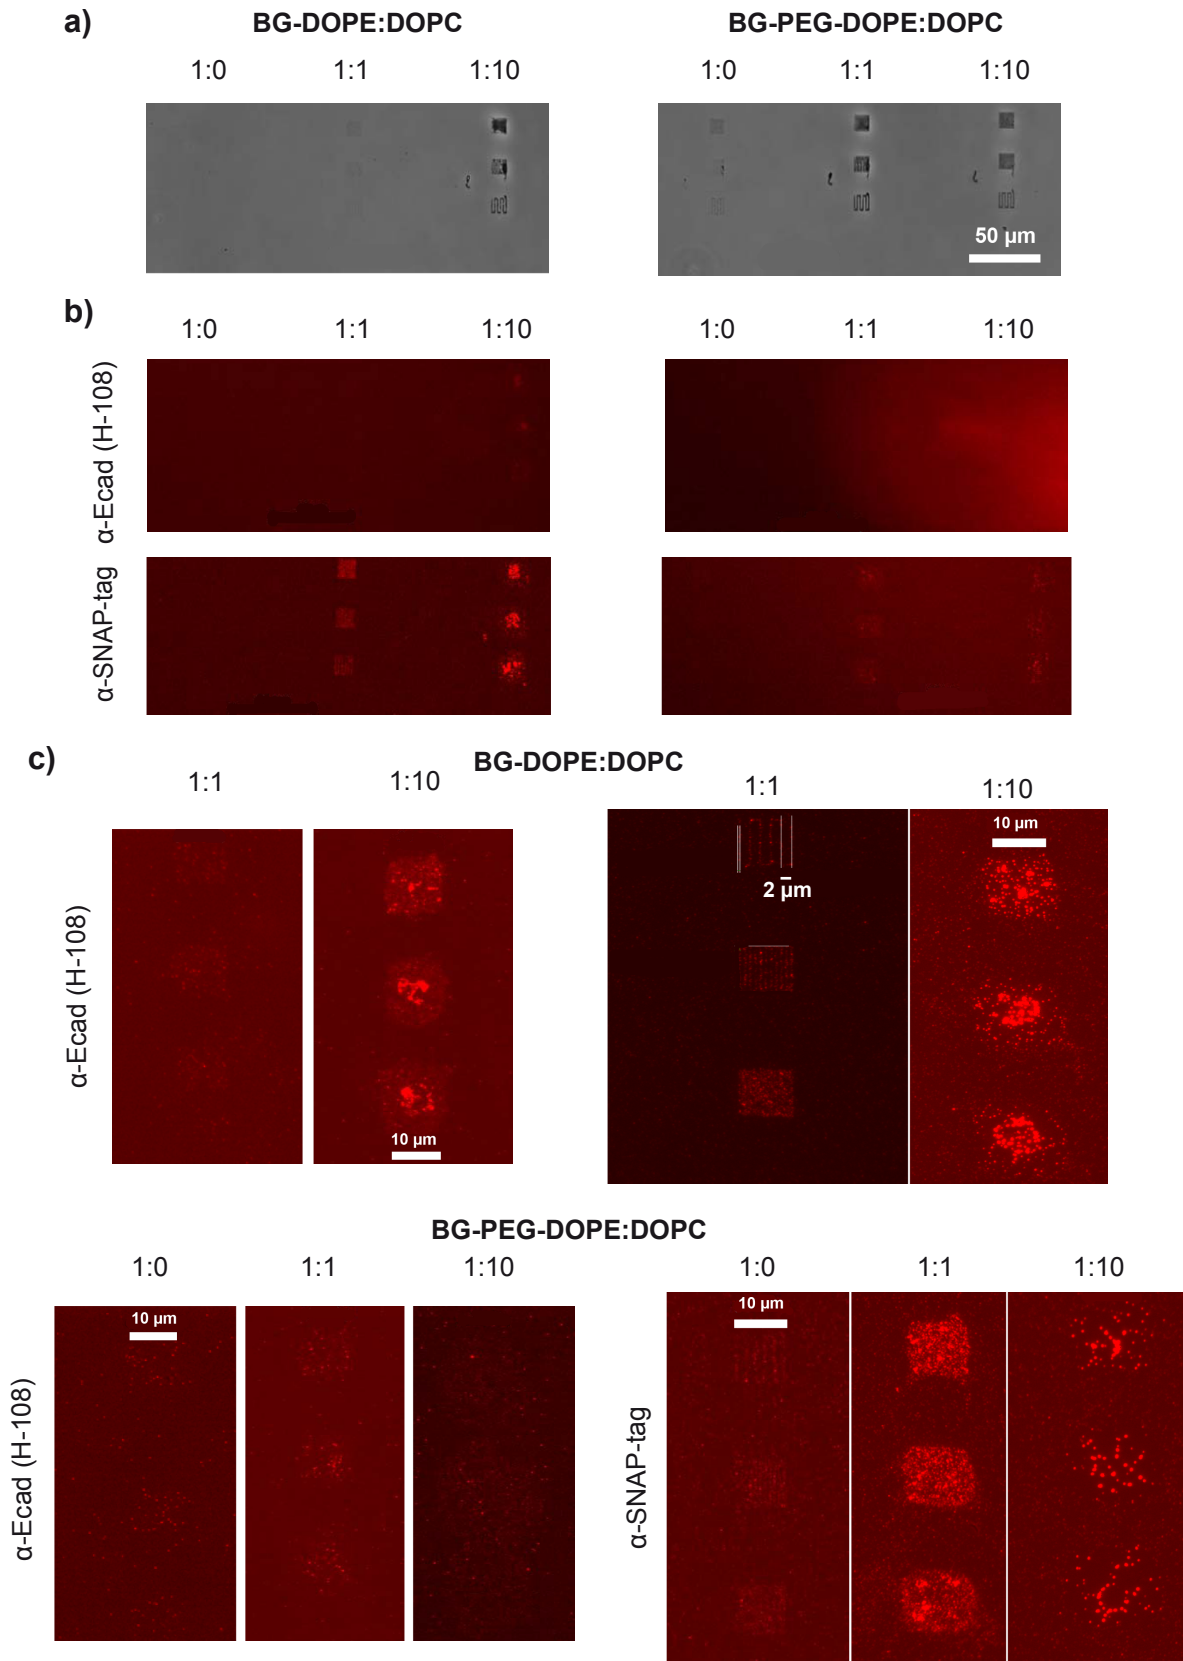 a)
BG-DOPE:DOPC
BG-PEG-DOPE:DOPC
1:0 1:1 1:10
1:0 1:1 1:10
50 µm
b)
1:0 1:1 1:10
1:0 1:1 1:10
α-Ecad (H-108)
α-SNAP-tag
c)
BG-DOPE:DOPC
1:1 1:10
1:1 1:10
α-Ecad (H-108)
10 µm
2 µm
10 µm
BG-PEG-DOPE:DOPC
1:0 1:1 1:10
1:0 1:1 1:10
α-Ecad (H-108)
10 µm
α-SNAP-tag
10 µm